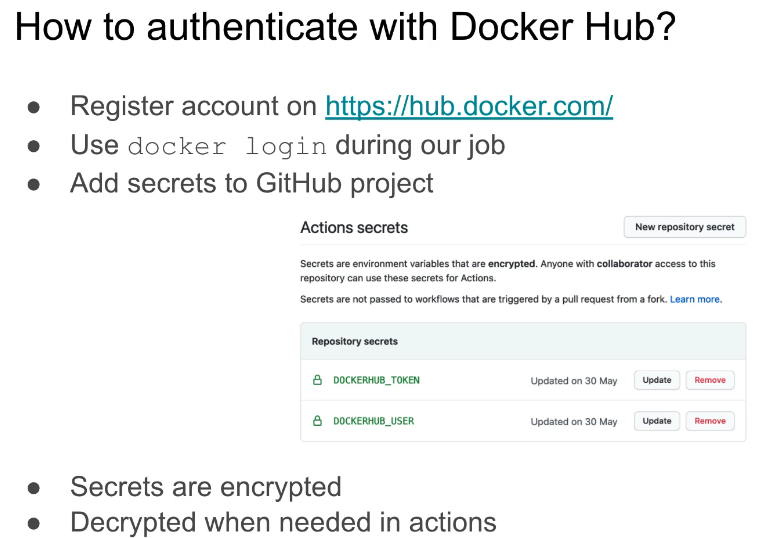 How to authenticate with Docker Hub?
● Register account on https://hub.docker.com/
● Use docker login during our job
● Add secrets to GitHub project
Actions secrets
New repository secret
Secrets are environment variables that are encrypted. Anyone with collaborator access to this
repository can use these secrets for Actions.
Secrets are not passed to workflows that are triggered by a pull request from a fork. Learn more.
Repository secrets
DOCKERHUB_TOKEN Updated on 30 May Update Remove
DOCKERHUB_USER Updated on 30 May Update Remove
● Secrets are encrypted
● Decrypted when needed in actions